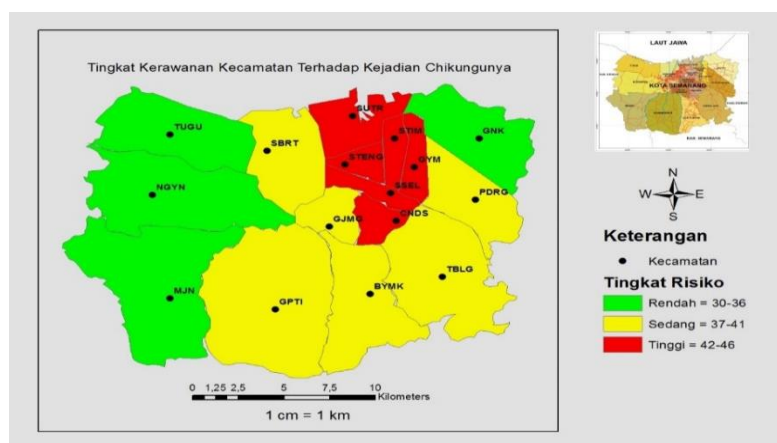 Tingkat Kerawanan Kecamatan Terhadap Kejadian Chikungunya
SUTR
TUGU
SBRT
STIM
GNK
STENG
GYM
NGYN
SSEL
PDRG
GJMG
CNDS
TBLG
MJN
GPTI
BYMK
0 1,25 2,5 5 7,5 10
Kilometers
1 cm = 1 km
LAUT JAWA
KOTA SEMARANG
N
W E
S
Keterangan
Kecamatan
Tingkat Risiko
Rendah = 30-36
Sedang = 37-41
Tinggi = 42-46